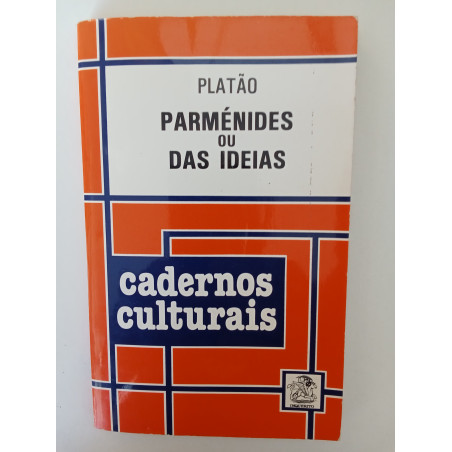 PLATÃO
PARMÉNIDES
OU
DAS IDEIAS
cadernos
culturais